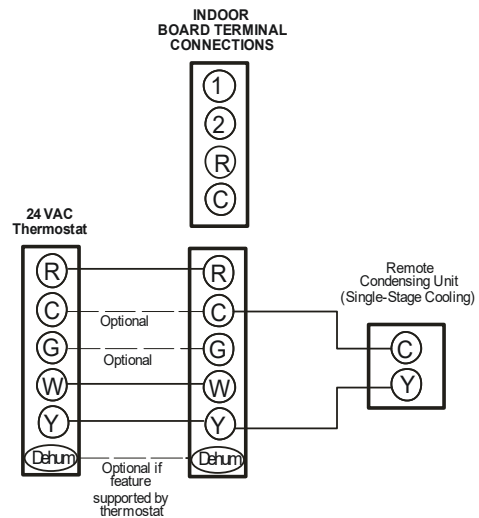 INDOOR
BOARD TERMINAL
CONNECTIONS
1
2
R
C
24 VAC
Thermostat
R
C
G
W
Y
Dehum
Optional
Optional
Optional if
feature
supported by
thermostat
R
C
G
W
Y
Dehum
Remote
Condensing Unit
(Single-Stage Cooling)
C
Y